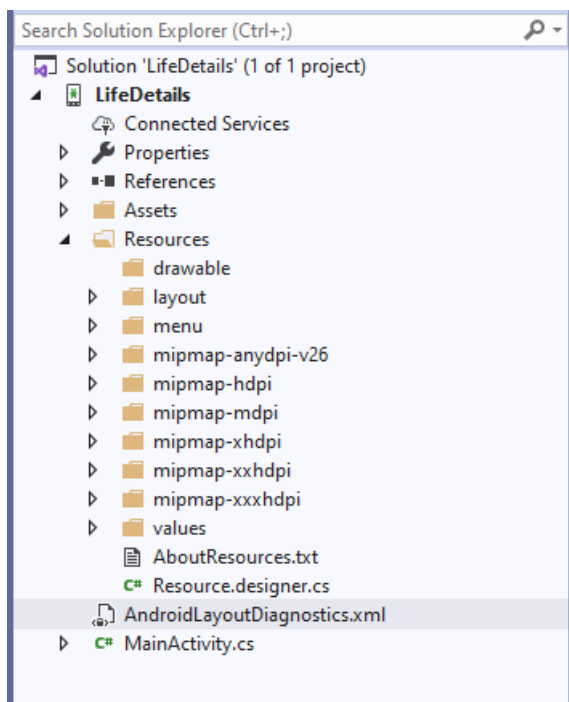 Search Solution Explorer (Ctrl+;)
Solution 'LifeDetails' (1 of 1 project)
LifeDetails
Connected Services
Properties
References
Assets
Resources
drawable
layout
menu
mipmap-anydpi-v26
mipmap-hdpi
mipmap-mdpi
mipmap-xhdpi
mipmap-xxhdpi
mipmap-xxxhdpi
values
AboutResources.txt
C# Resource.designer.cs
AndroidLayoutDiagnostics.xml
C# MainActivity.cs